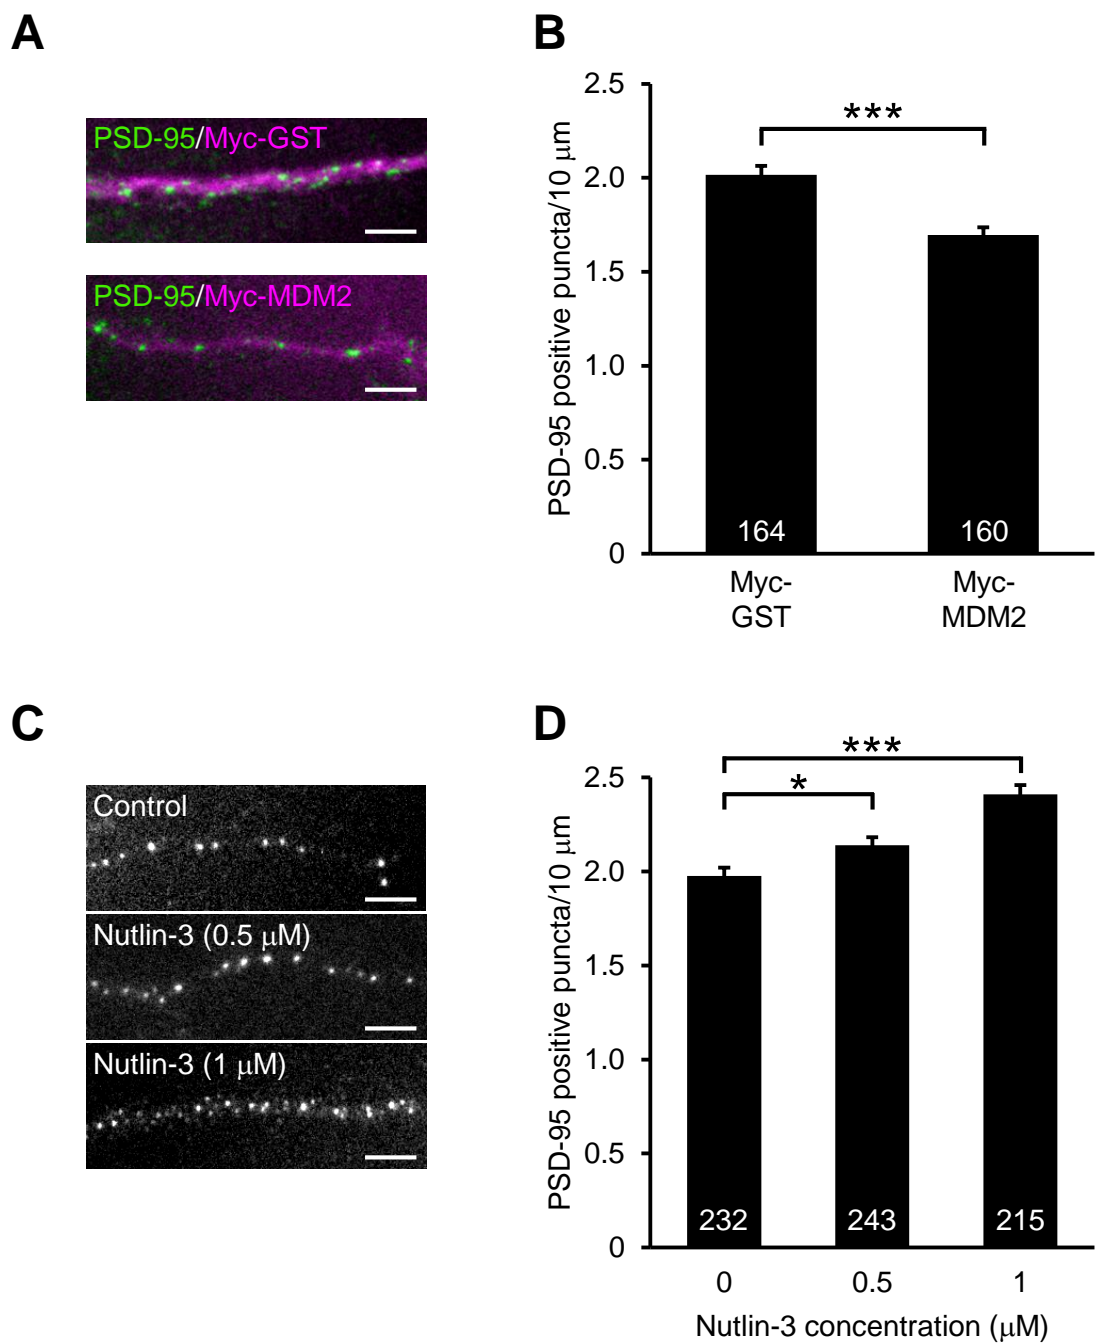 A
PSD-95/Myc-GST
PSD-95/Myc-MDM2
B
PSD-95 positive puncta/10 μm
2.5
2.0
1.5
1.0
0.5
0
***
164
160
Myc-
GST
Myc-
MDM2
C
Control
Nutlin-3 (0.5 μM)
Nutlin-3 (1 μM)
D
PSD-95 positive puncta/10 μm
2.5
2.0
1.5
1.0
0.5
0
***
*
232
243
215
0
0.5
1
Nutlin-3 concentration (μM)